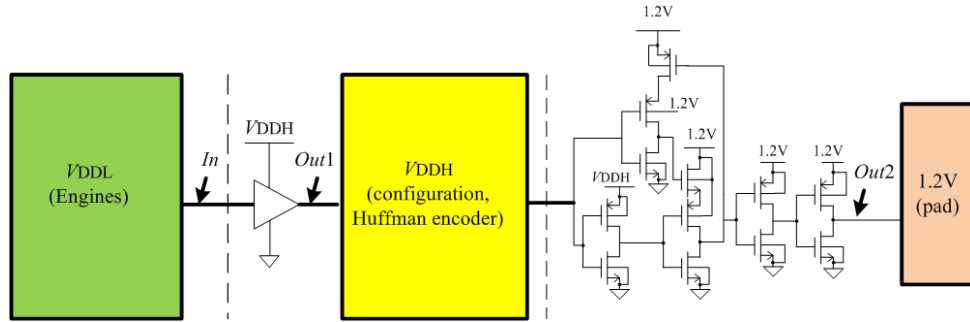 1.2V
VDDL
(Engines)
In
VDDH
Out1
VDDH
(configuration,
Huffman encoder)
1.2V
1.2V
VDDH
1.2V
1.2V
Out2
1.2V
(pad)